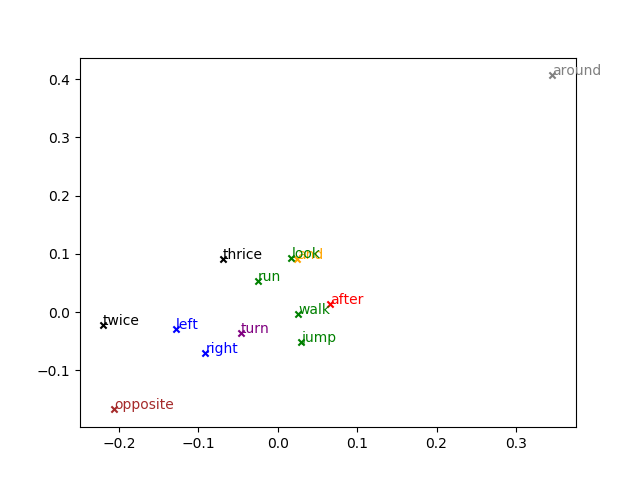 around
0.4
0.3
0.2
0.1
thrice
look
and
run
after
0.0
walk
twice
left
turn
right
jump
−0.1
opposite
−0.2
−0.1
0.0
0.1
0.2
0.3